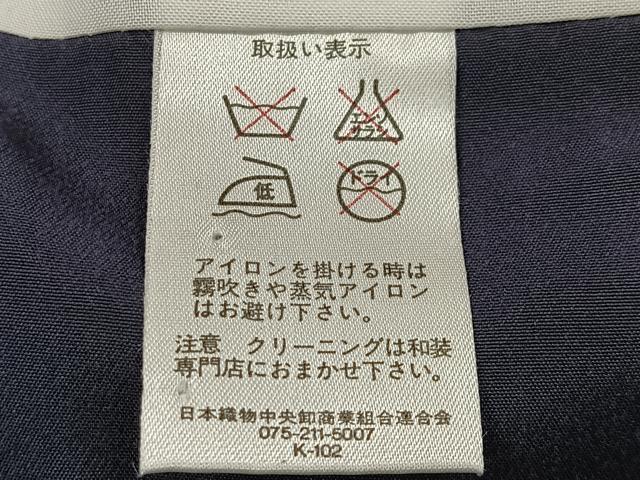 取扱い表示
エンソ
サラシ
低
ドライ
アイロンを掛ける時は
霧吹きや蒸気アイロン
はお避け下さい。
注意 クリーニングは和装
専門店におまかせ下さい。
日本織物中央卸商業組合連合会
075-211-5007
K-102